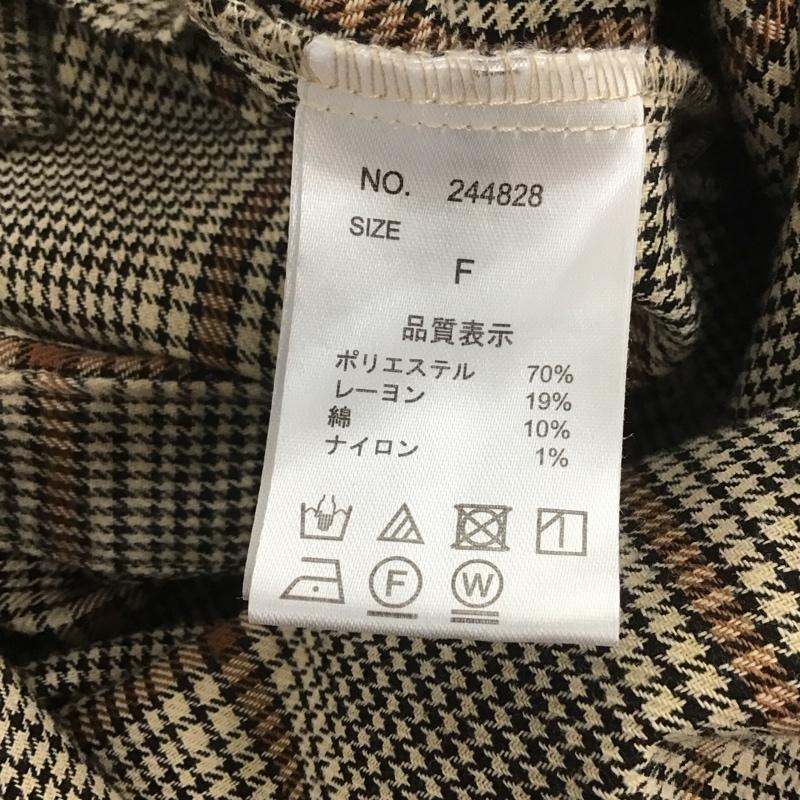 NO. 244828
SIZE
F
品質表示
ポリエステル 70%
レーヨン 19%
綿 10%
ナイロン 1%
F W